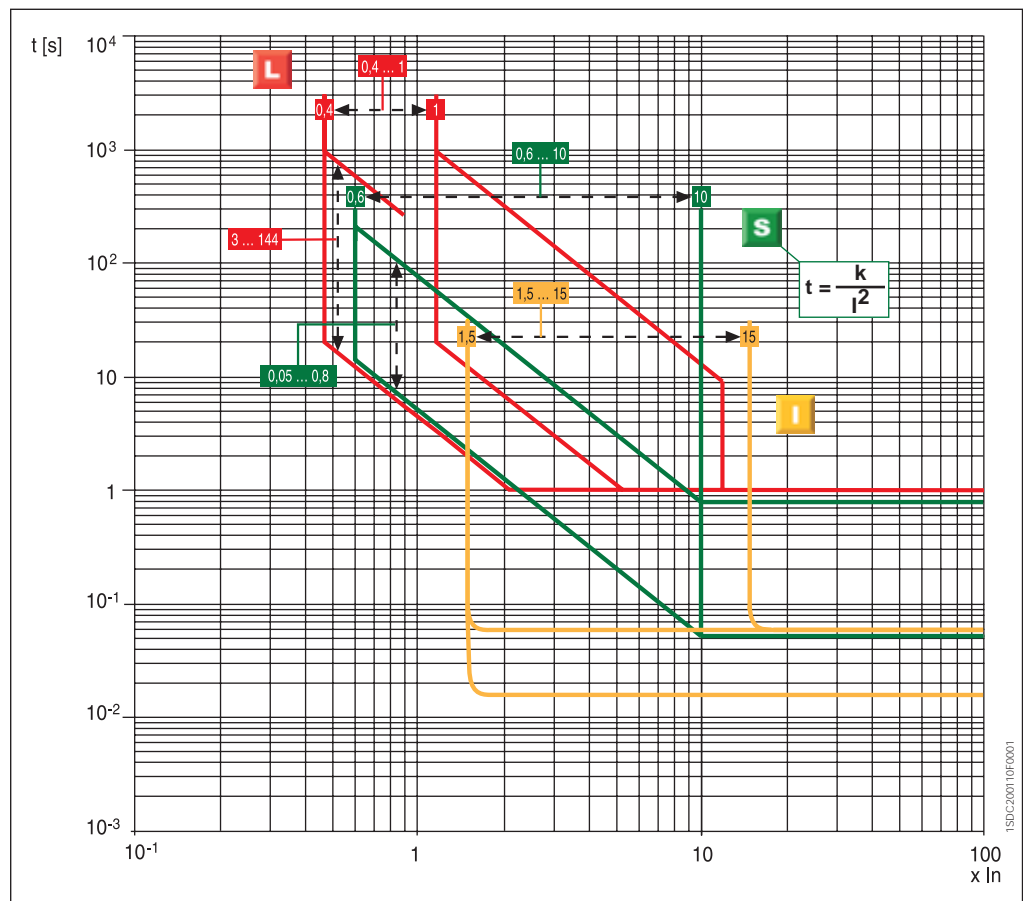 t [s]
10⁴
L
0,4 ... 1
0,4
1
10³
0,6 ... 10
0,6
10
S
3 ... 144
10²
t = k / I²
1,5 ... 15
1,5
15
0,05 ... 0,8
10
I
1
10⁻¹
10⁻²
10⁻³
10⁻¹
1
10
100
x In
1SDC200110F0001